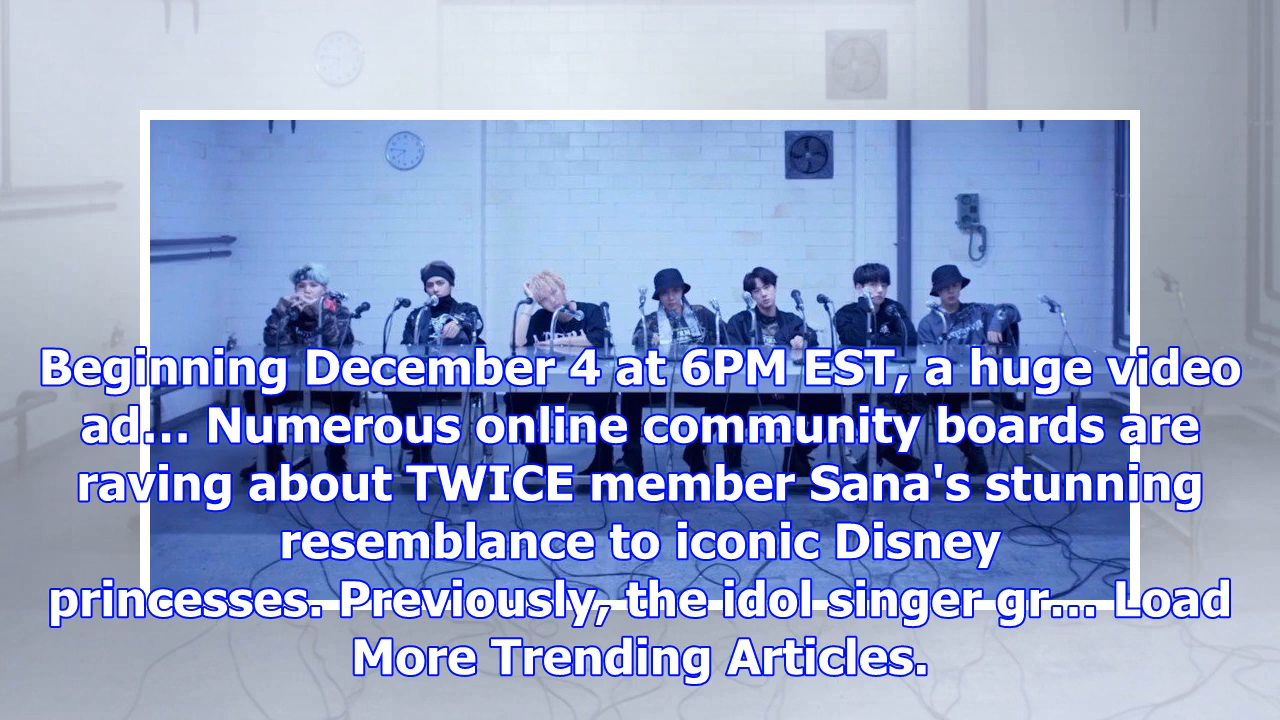 Beginning December 4 at 6PM EST, a huge video
ad... Numerous online community boards are
raving about TWICE member Sana's stunning
resemblance to iconic Disney
princesses. Previously, the idol singer gr... Load
More Trending Articles.